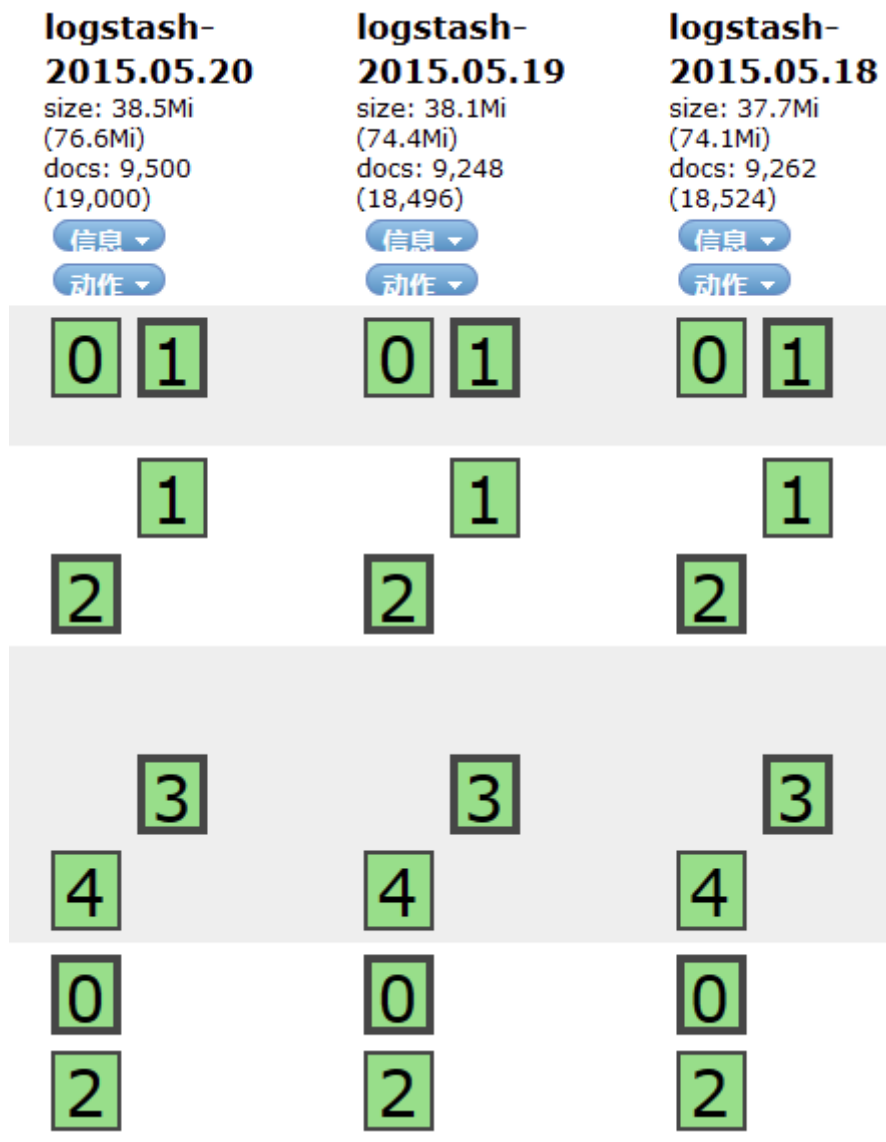 logstash-
2015.05.20
size: 38.5Mi
(76.6Mi)
docs: 9,500
(19,000)
信息
动作
logstash-
2015.05.19
size: 38.1Mi
(74.4Mi)
docs: 9,248
(18,496)
信息
动作
logstash-
2015.05.18
size: 37.7Mi
(74.1Mi)
docs: 9,262
(18,524)
信息
动作
0 1 0 1 0 1
1 1 1
2 2 2
3 3 3
4 4 4
0 0 0
2 2 2